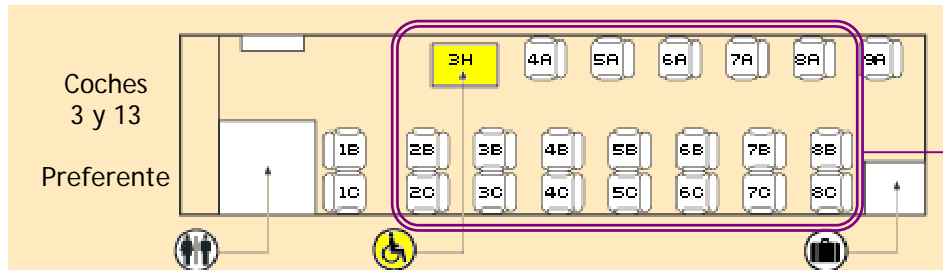 Coches
3 y 13
Preferente
3H 4A 5A 6A 7A 8A 9A
1B 2B 3B 4B 5B 6B 7B 8B
1C 2C 3C 4C 5C 6C 7C 8C